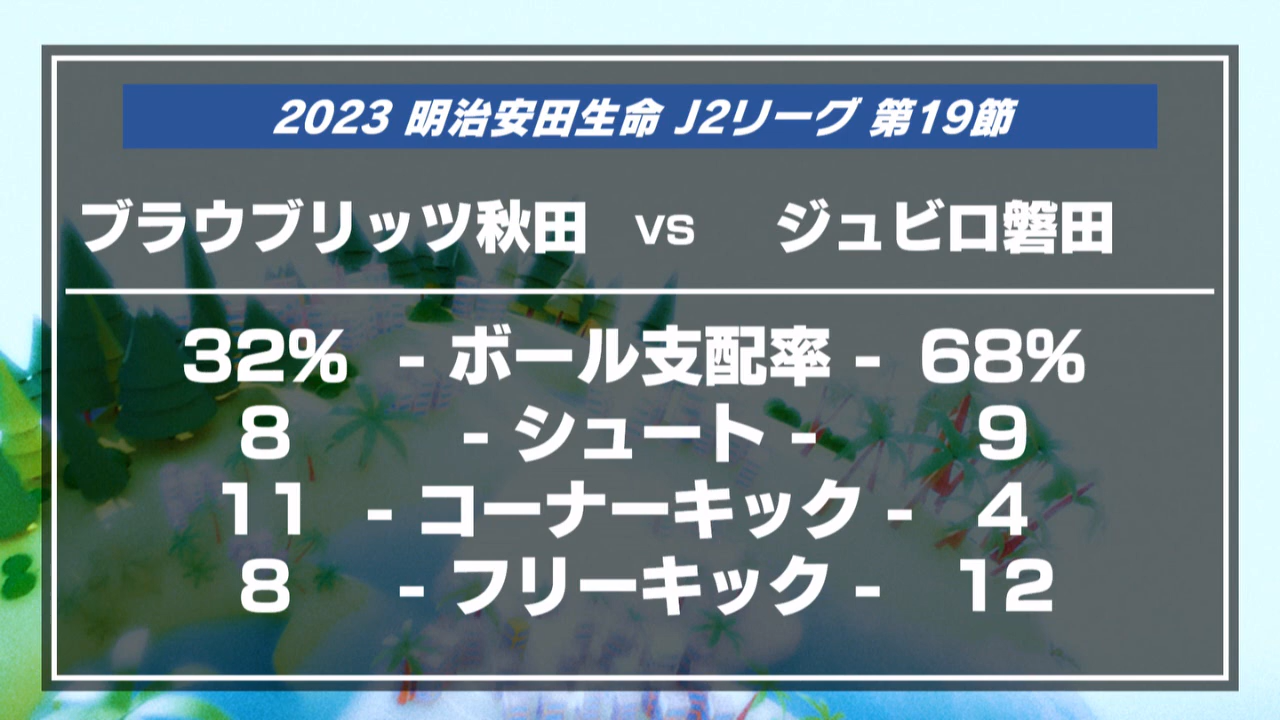 2023 明治安田生命 J2リーグ 第19節
ブラウブリッツ秋田 VS ジュビロ磐田
32% - ボール支配率 - 68%
8 - シュート - 9
11 - コーナーキック - 4
8 - フリーキック - 12